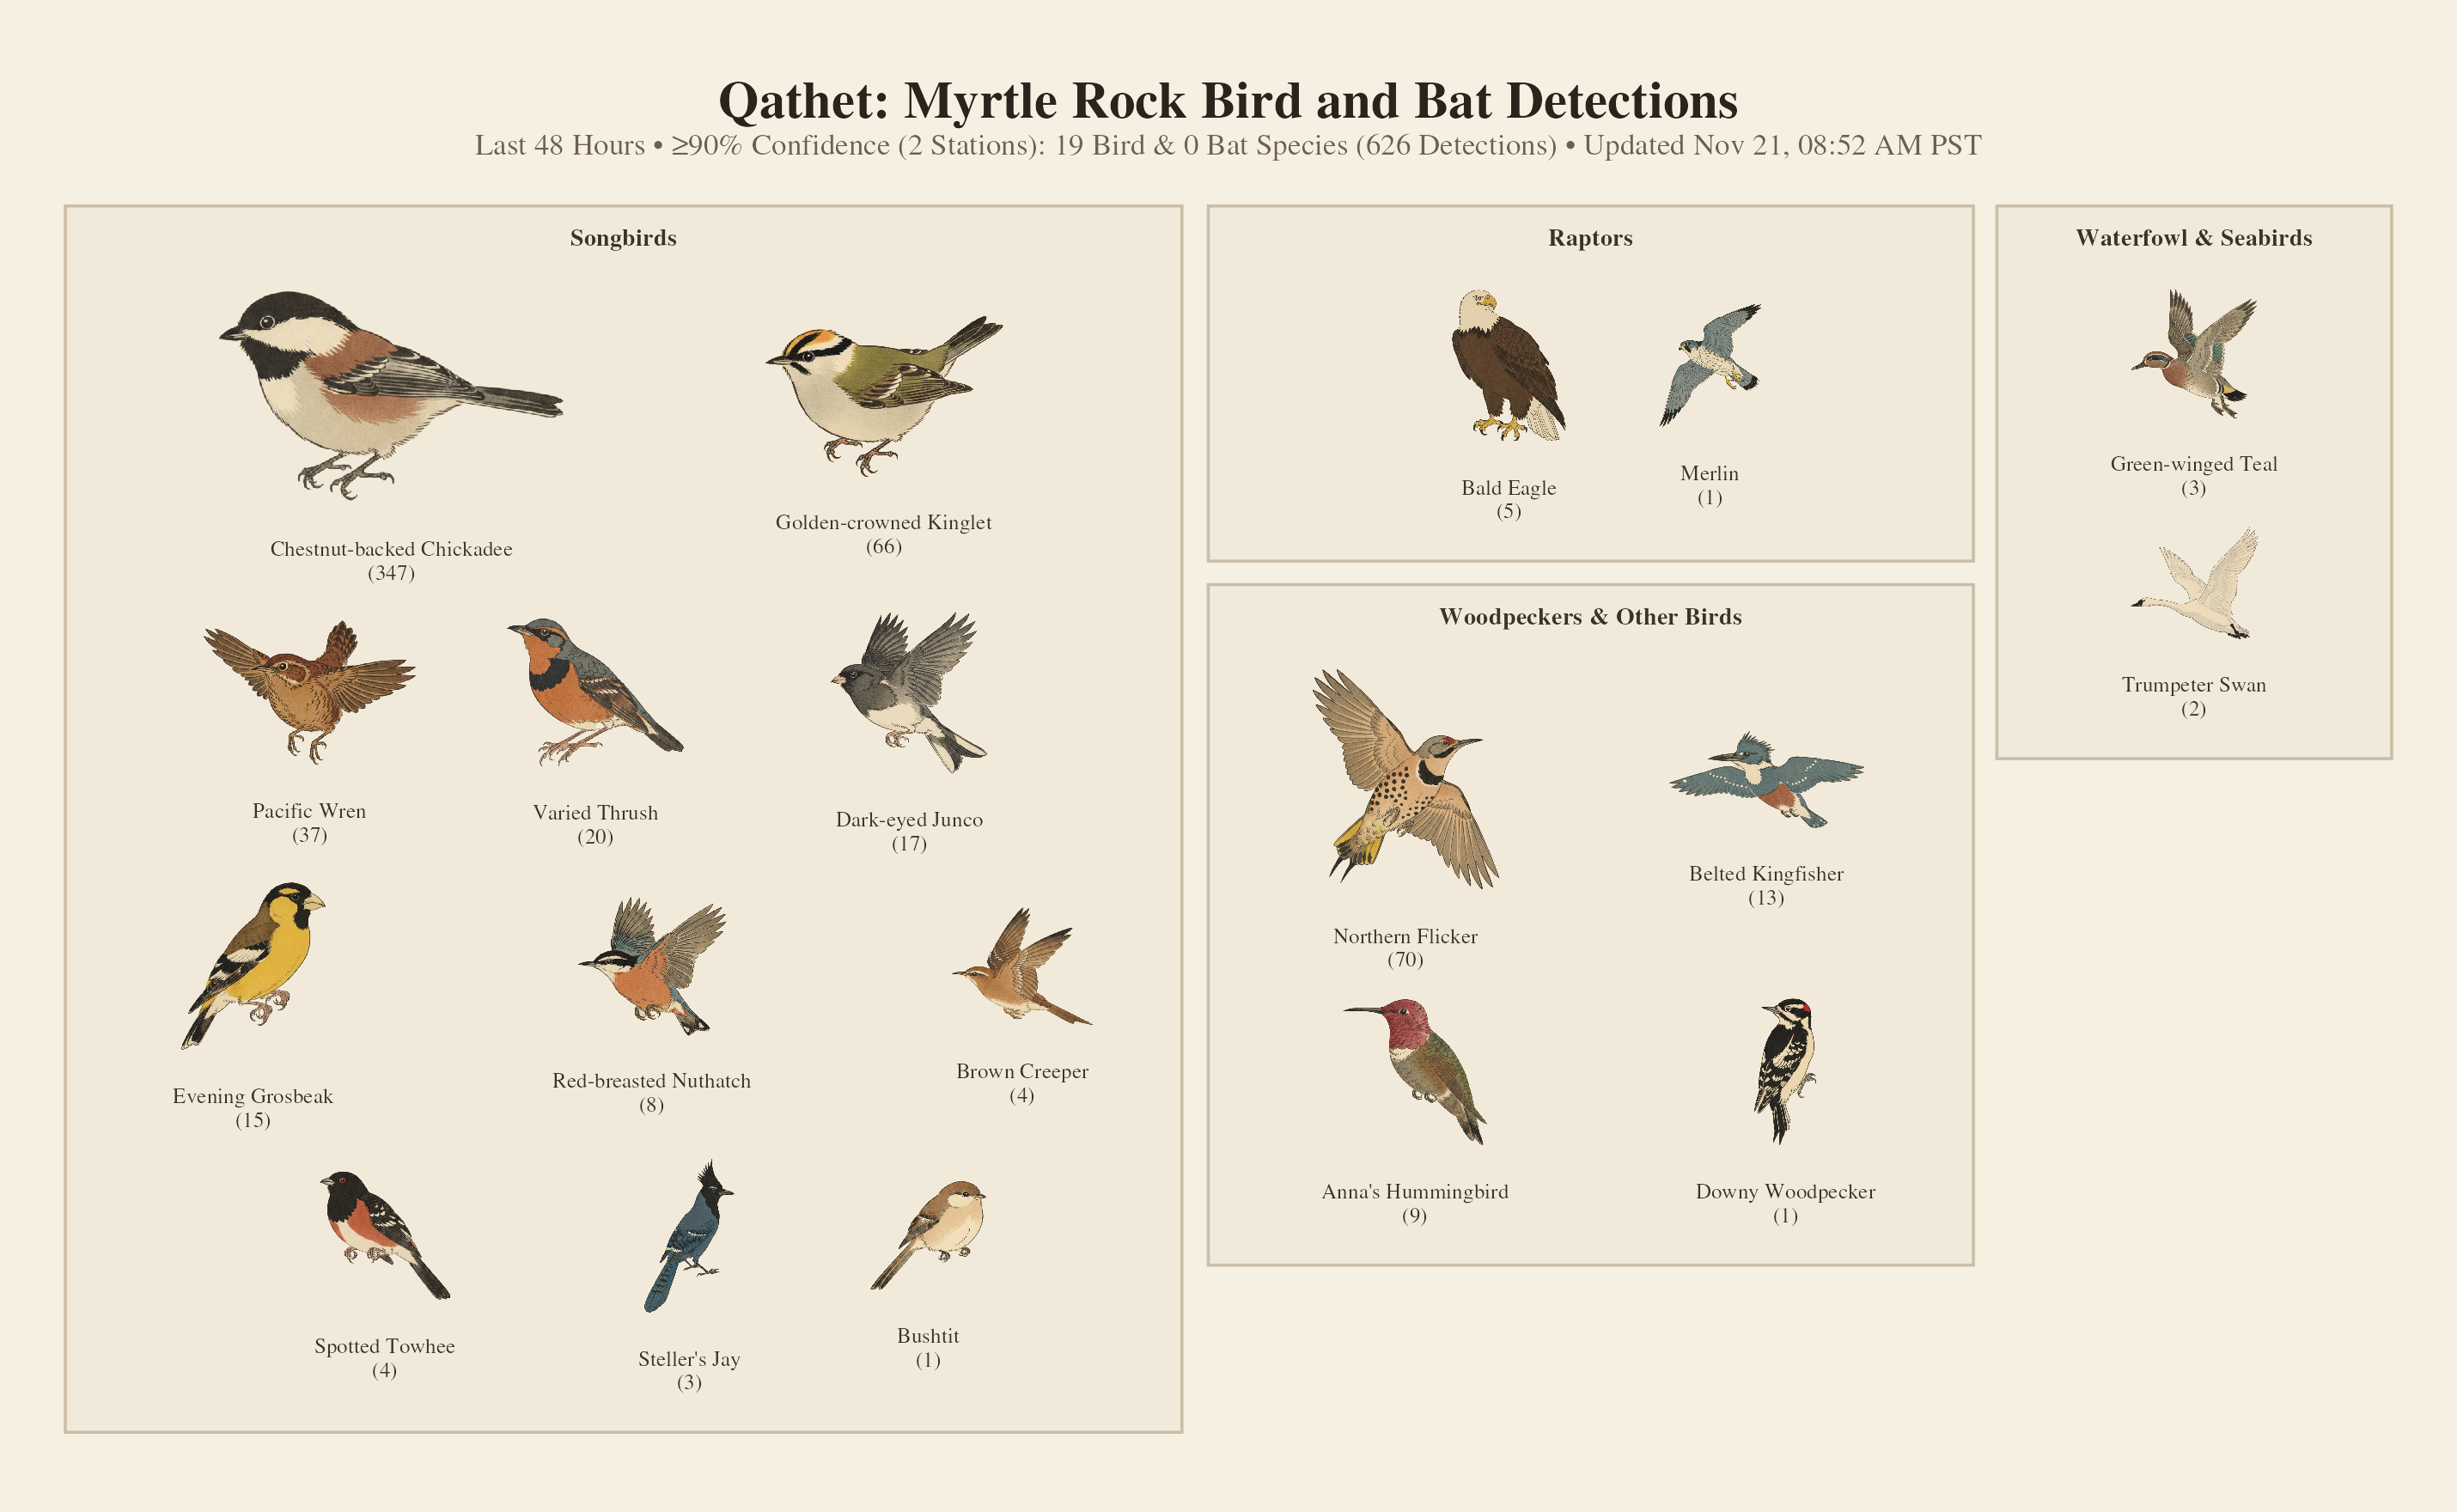 Qathet: Myrtle Rock Bird and Bat Detections
Last 48 Hours • ≥90% Confidence (2 Stations): 19 Bird & 0 Bat Species (626 Detections) • Updated Nov 21, 08:52 AM PST
Songbirds
Chestnut-backed Chickadee
(347)
Golden-crowned Kinglet
(66)
Pacific Wren
(37)
Varied Thrush
(20)
Dark-eyed Junco
(17)
Evening Grosbeak
(15)
Red-breasted Nuthatch
(8)
Brown Creeper
(4)
Spotted Towhee
(4)
Steller's Jay
(3)
Bushtit
(1)
Raptors
Bald Eagle
(5)
Merlin
(1)
Woodpeckers & Other Birds
Northern Flicker
(70)
Belted Kingfisher
(13)
Anna's Hummingbird
(9)
Downy Woodpecker
(1)
Waterfowl & Seabirds
Green-winged Teal
(3)
Trumpeter Swan
(2)